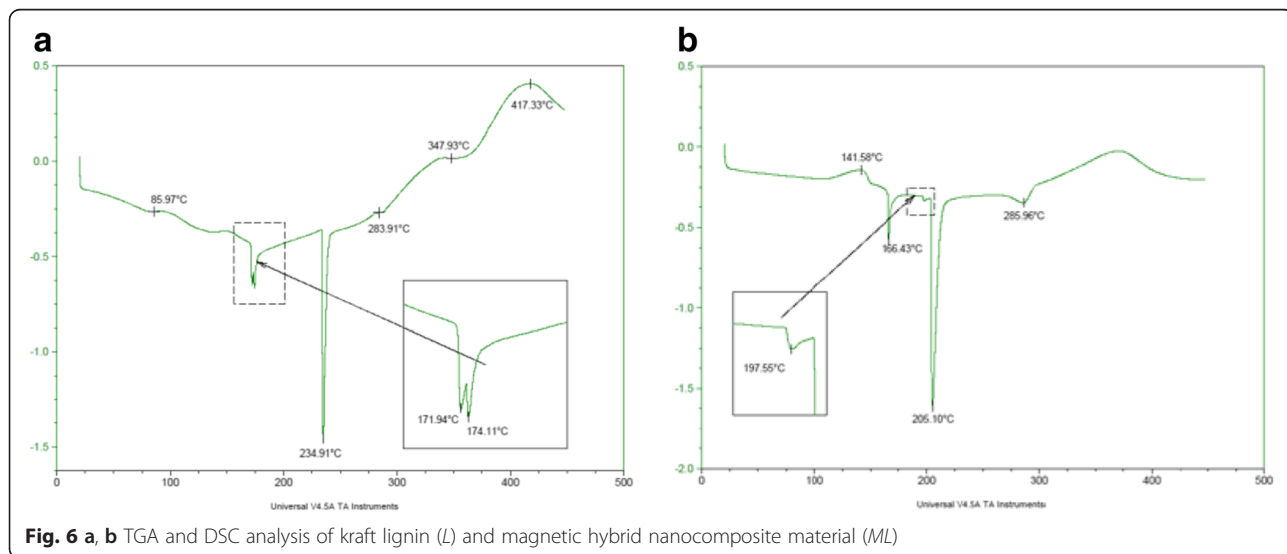 a
0.5
0.0
-0.5
-1.0
-1.5
85.97°C
171.94°C
174.11°C
234.91°C
283.91°C
347.93°C
417.33°C
0 100 200 300 400 500
Universal V4.5A TA Instruments
b
0.5
0.0
-0.5
-1.0
-1.5
-2.0
141.58°C
166.43°C
197.55°C
205.10°C
285.96°C
0 100 200 300 400 500
Universal V4.5A TA Instruments
Fig. 6 a, b TGA and DSC analysis of kraft lignin (L) and magnetic hybrid nanocomposite material (ML)